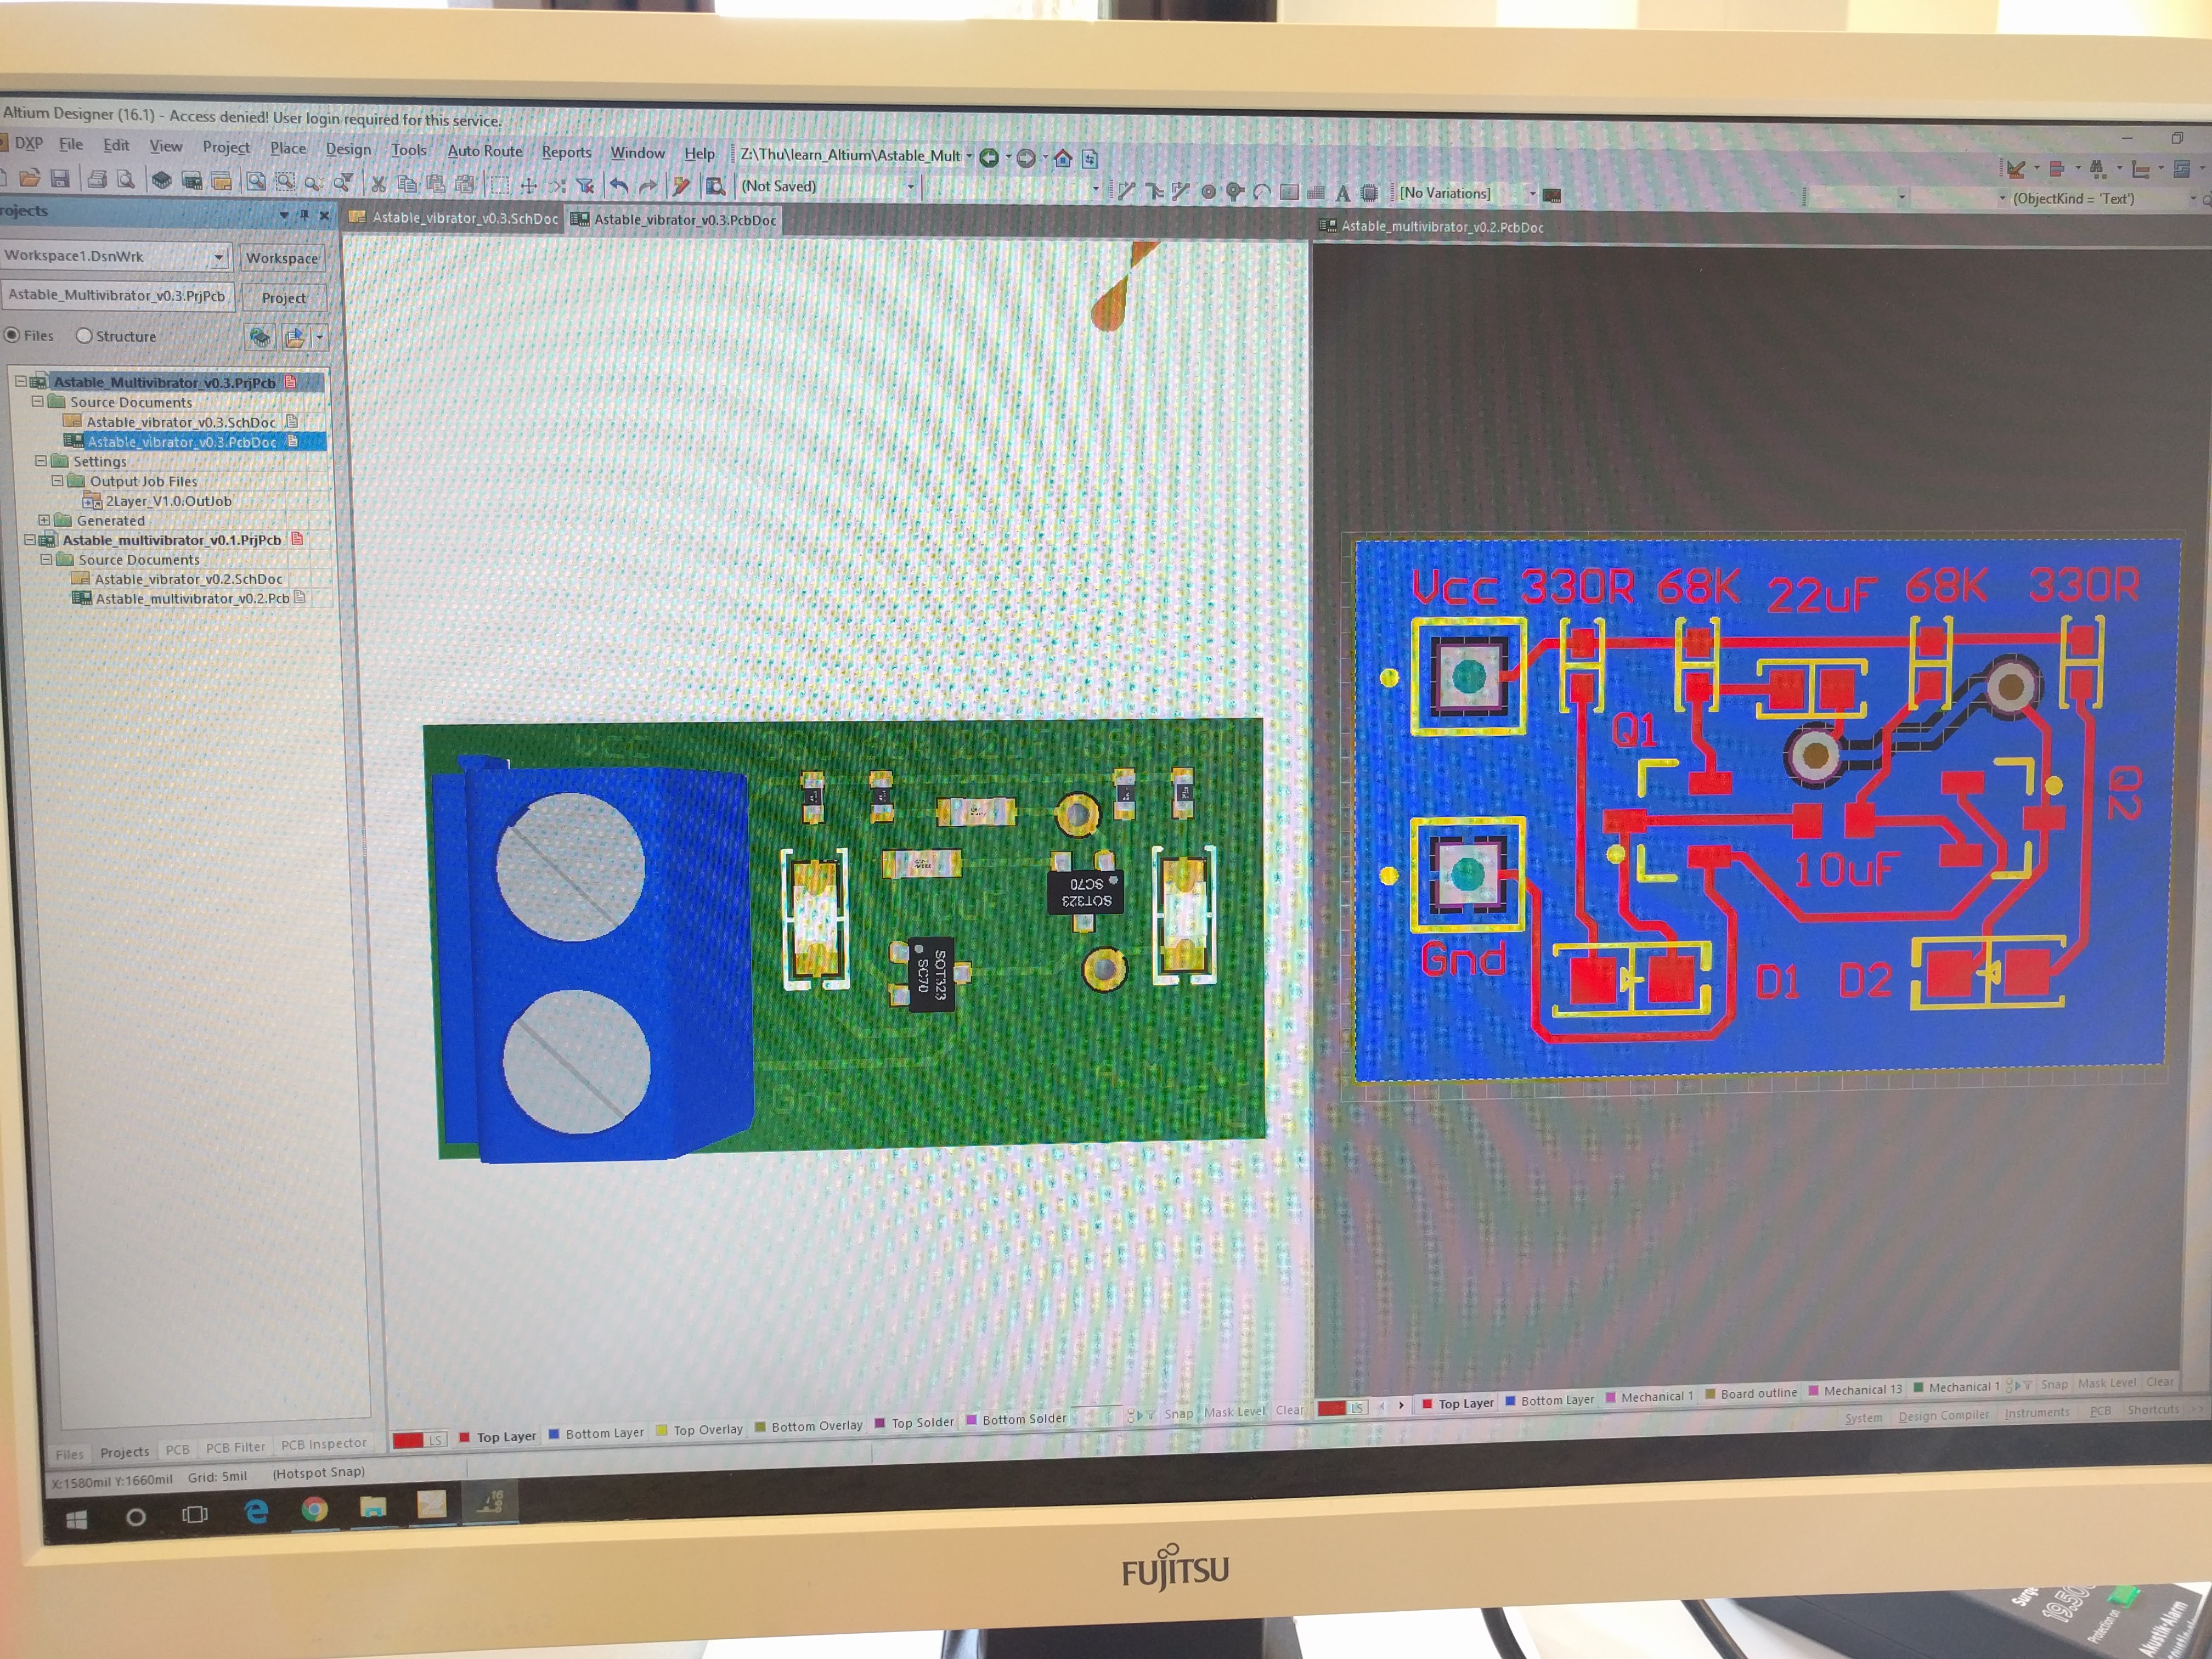 Altium Designer (16.1) - Access denied! User login required for this service.
DXP File Edit View Project Place Design Tools Auto Route Reports Window Help Z:\Thu\learn_Altium\Astable_Mult
(Not Saved) [No Variations] (ObjectKind = 'Text')
rojects
Astable_vibrator_v0.3.SchDoc Astable_vibrator_v0.3.PcbDoc
Astable_multivibrator_v0.2.PcbDoc
Workspace1.DsnWrk Workspace
Astable_Multivibrator_v0.3.PrjPcb Project
Files Structure
Astable_Multivibrator_v0.3.PrjPcb
Source Documents
Astable_vibrator_v0.3.SchDoc
Astable_vibrator_v0.3.PcbDoc
Settings
Output Job Files
2Layer_V1.0.OutJob
Generated
Astable_multivibrator_v0.1.PrjPcb
Source Documents
Astable_vibrator_v0.2.SchDoc
Astable_multivibrator_v0.2.Pcb
Vcc 330 68k 22uF 68k 330
SC70
SOT323
10uF
SOT323
SC70
A.M._v1
Gnd
Thu
Vcc 330R 68K 22uF 68K 330R
Q1
Q2
10uF
Gnd
D1 D2
LS Top Layer Bottom Layer Top Overlay Bottom Overlay Top Solder Bottom Solder Snap Mask Level Clear
LS Top Layer Bottom Layer Mechanical 1 Board outline Mechanical 13 Mechanical 1 Snap Mask Level Clear
System Design Compiler Instruments PCB Shortcuts >>
Files Projects PCB PCB Filter PCB Inspector
X:1580mil Y:1660mil Grid: 5mil (Hotspot Snap)
16
FUJITSU
19.500
Protection on
Akustik-Alarm